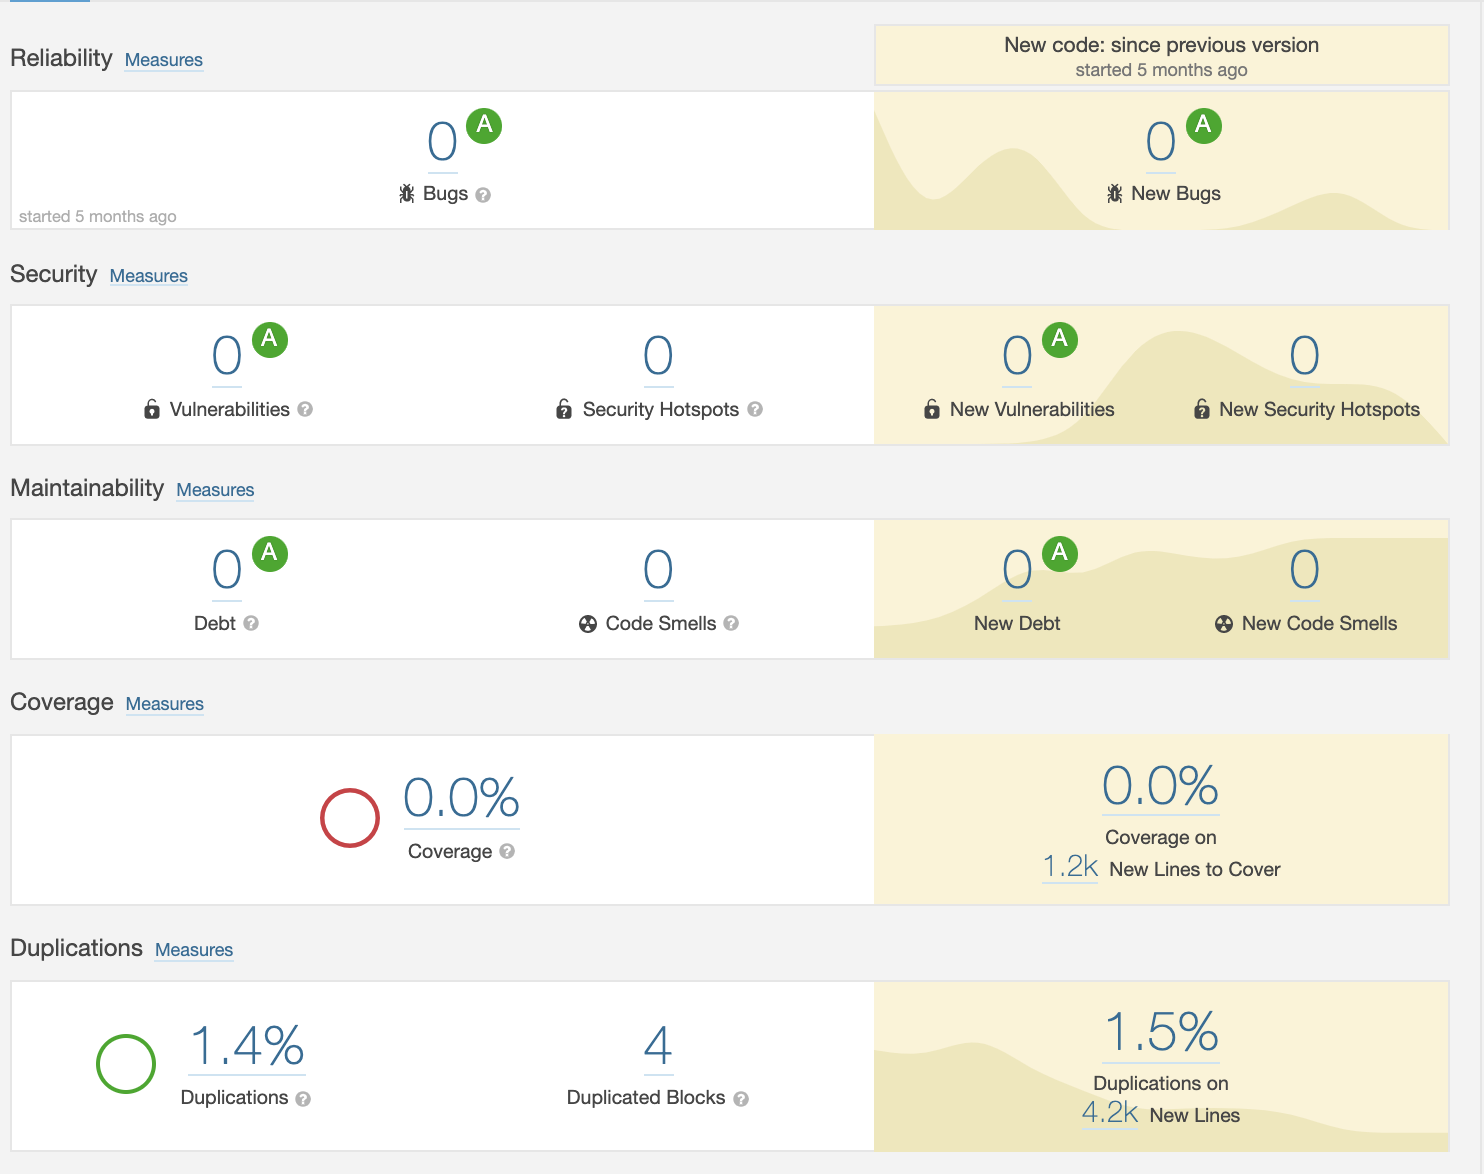 Reliability Measures
New code: since previous version
started 5 months ago
0 A
Bugs ?
started 5 months ago
0 A
New Bugs
Security Measures
0 A
Vulnerabilities ?
0
Security Hotspots ?
0 A
New Vulnerabilities
0
New Security Hotspots
Maintainability Measures
0 A
Debt ?
0
Code Smells ?
0 A
New Debt
0
New Code Smells
Coverage Measures
0.0%
Coverage ?
0.0%
Coverage on
1.2k New Lines to Cover
Duplications Measures
1.4%
Duplications ?
4
Duplicated Blocks ?
1.5%
Duplications on
4.2k New Lines